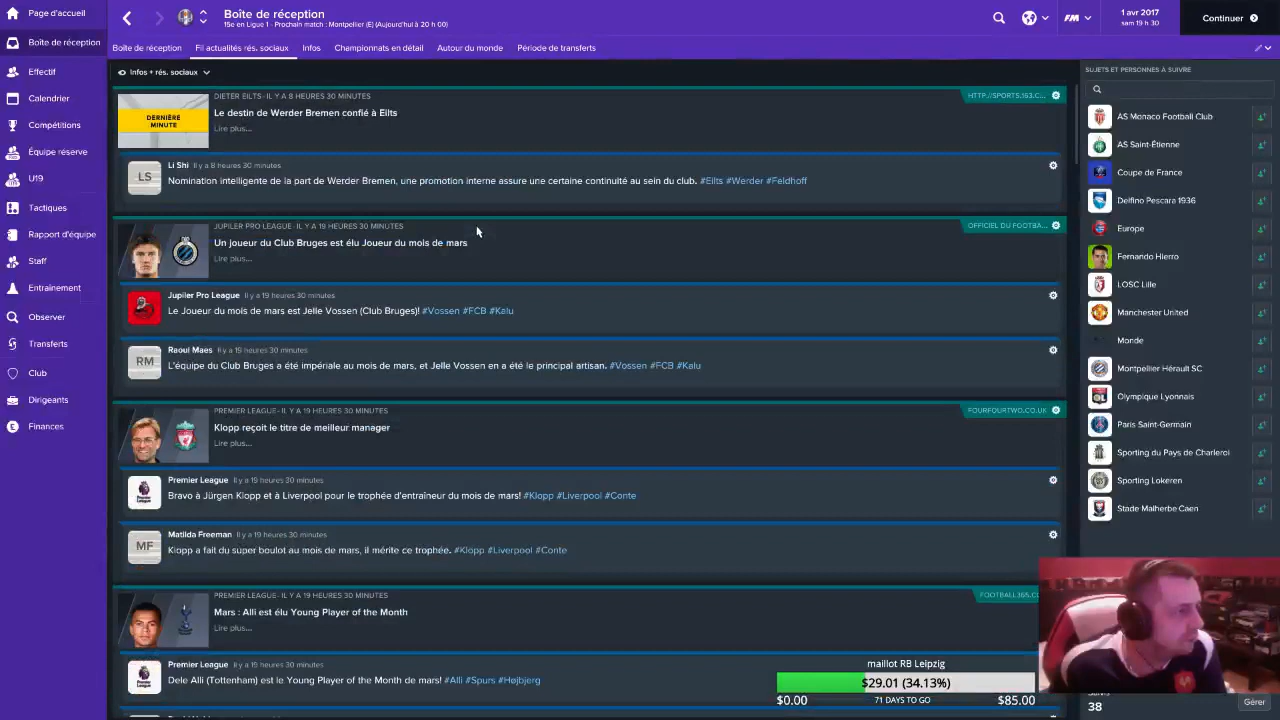 Page d'accueil
Boîte de réception
Effectif
Calendrier
Compétitions
Équipe réserve
U19
Tactiques
Rapport d'équipe
Staff
Entrainement
Observer
Transferts
Club
Dirigeants
Finances
Boîte de réception
15e en Ligue 1 - Prochain match : Montpellier (E) (Aujourd'hui à 20 h 00)
FM
1 avr 2017
sam 19 h 30
Continuer
Boîte de réception
Fil actualités rés. sociaux
Infos
Championnats en détail
Autour du monde
Période de transferts
Infos + rés. sociaux
DERNIÈRE
MINUTE
DIETER EILTS - IL Y A 8 HEURES 30 MINUTES
HTTP://SPORTS.163.C...
Le destin de Werder Bremen confié à Eilts
Lire plus...
LS
Li Shi Il y a 8 heures 30 minutes
Nomination intelligente de la part de Werder Bremen, une promotion interne assure une certaine continuité au sein du club. #Eilts #Werder #Feldhoff
JUPILER PRO LEAGUE - IL Y A 19 HEURES 30 MINUTES
OFFICIEL DU FOOTBA...
Un joueur du Club Bruges est élu Joueur du mois de mars
Lire plus...
Jupiler Pro League Il y a 19 heures 30 minutes
Le Joueur du mois de mars est Jelle Vossen (Club Bruges)! #Vossen #FCB #Kalu
RM
Raoul Maes Il y a 19 heures 30 minutes
L'équipe du Club Bruges a été impériale au mois de mars, et Jelle Vossen en a été le principal artisan. #Vossen #FCB #Kalu
PREMIER LEAGUE - IL Y A 19 HEURES 30 MINUTES
FOURFOURTWO.CO.UK
Klopp reçoit le titre de meilleur manager
Lire plus...
Premier League Il y a 19 heures 30 minutes
Bravo à Jürgen Klopp et à Liverpool pour le trophée d'entraîneur du mois de mars! #Klopp #Liverpool #Conte
MF
Matilda Freeman Il y a 19 heures 30 minutes
Klopp a fait du super boulot au mois de mars, il mérite ce trophée. #Klopp #Liverpool #Conte
PREMIER LEAGUE - IL Y A 19 HEURES 30 MINUTES
FOOTBALL365.CO
Mars : Alli est élu Young Player of the Month
Lire plus...
Premier League Il y a 19 heures 30 minutes
Dele Alli (Tottenham) est le Young Player of the Month de mars! #Alli #Spurs #Højbjerg
SUJETS ET PERSONNES À SUIVRE
AS Monaco Football Club
AS Saint-Étienne
Coupe de France
Delfino Pescara 1936
Europe
Fernando Hierro
LOSC Lille
Manchester United
Monde
Montpellier Hérault SC
Olympique Lyonnais
Paris Saint-Germain
Sporting du Pays de Charleroi
Sporting Lokeren
Stade Malherbe Caen
maillot RB Leipzig
$29.01 (34.13%)
$0.00
71 DAYS TO GO
$85.00
38
Gérer